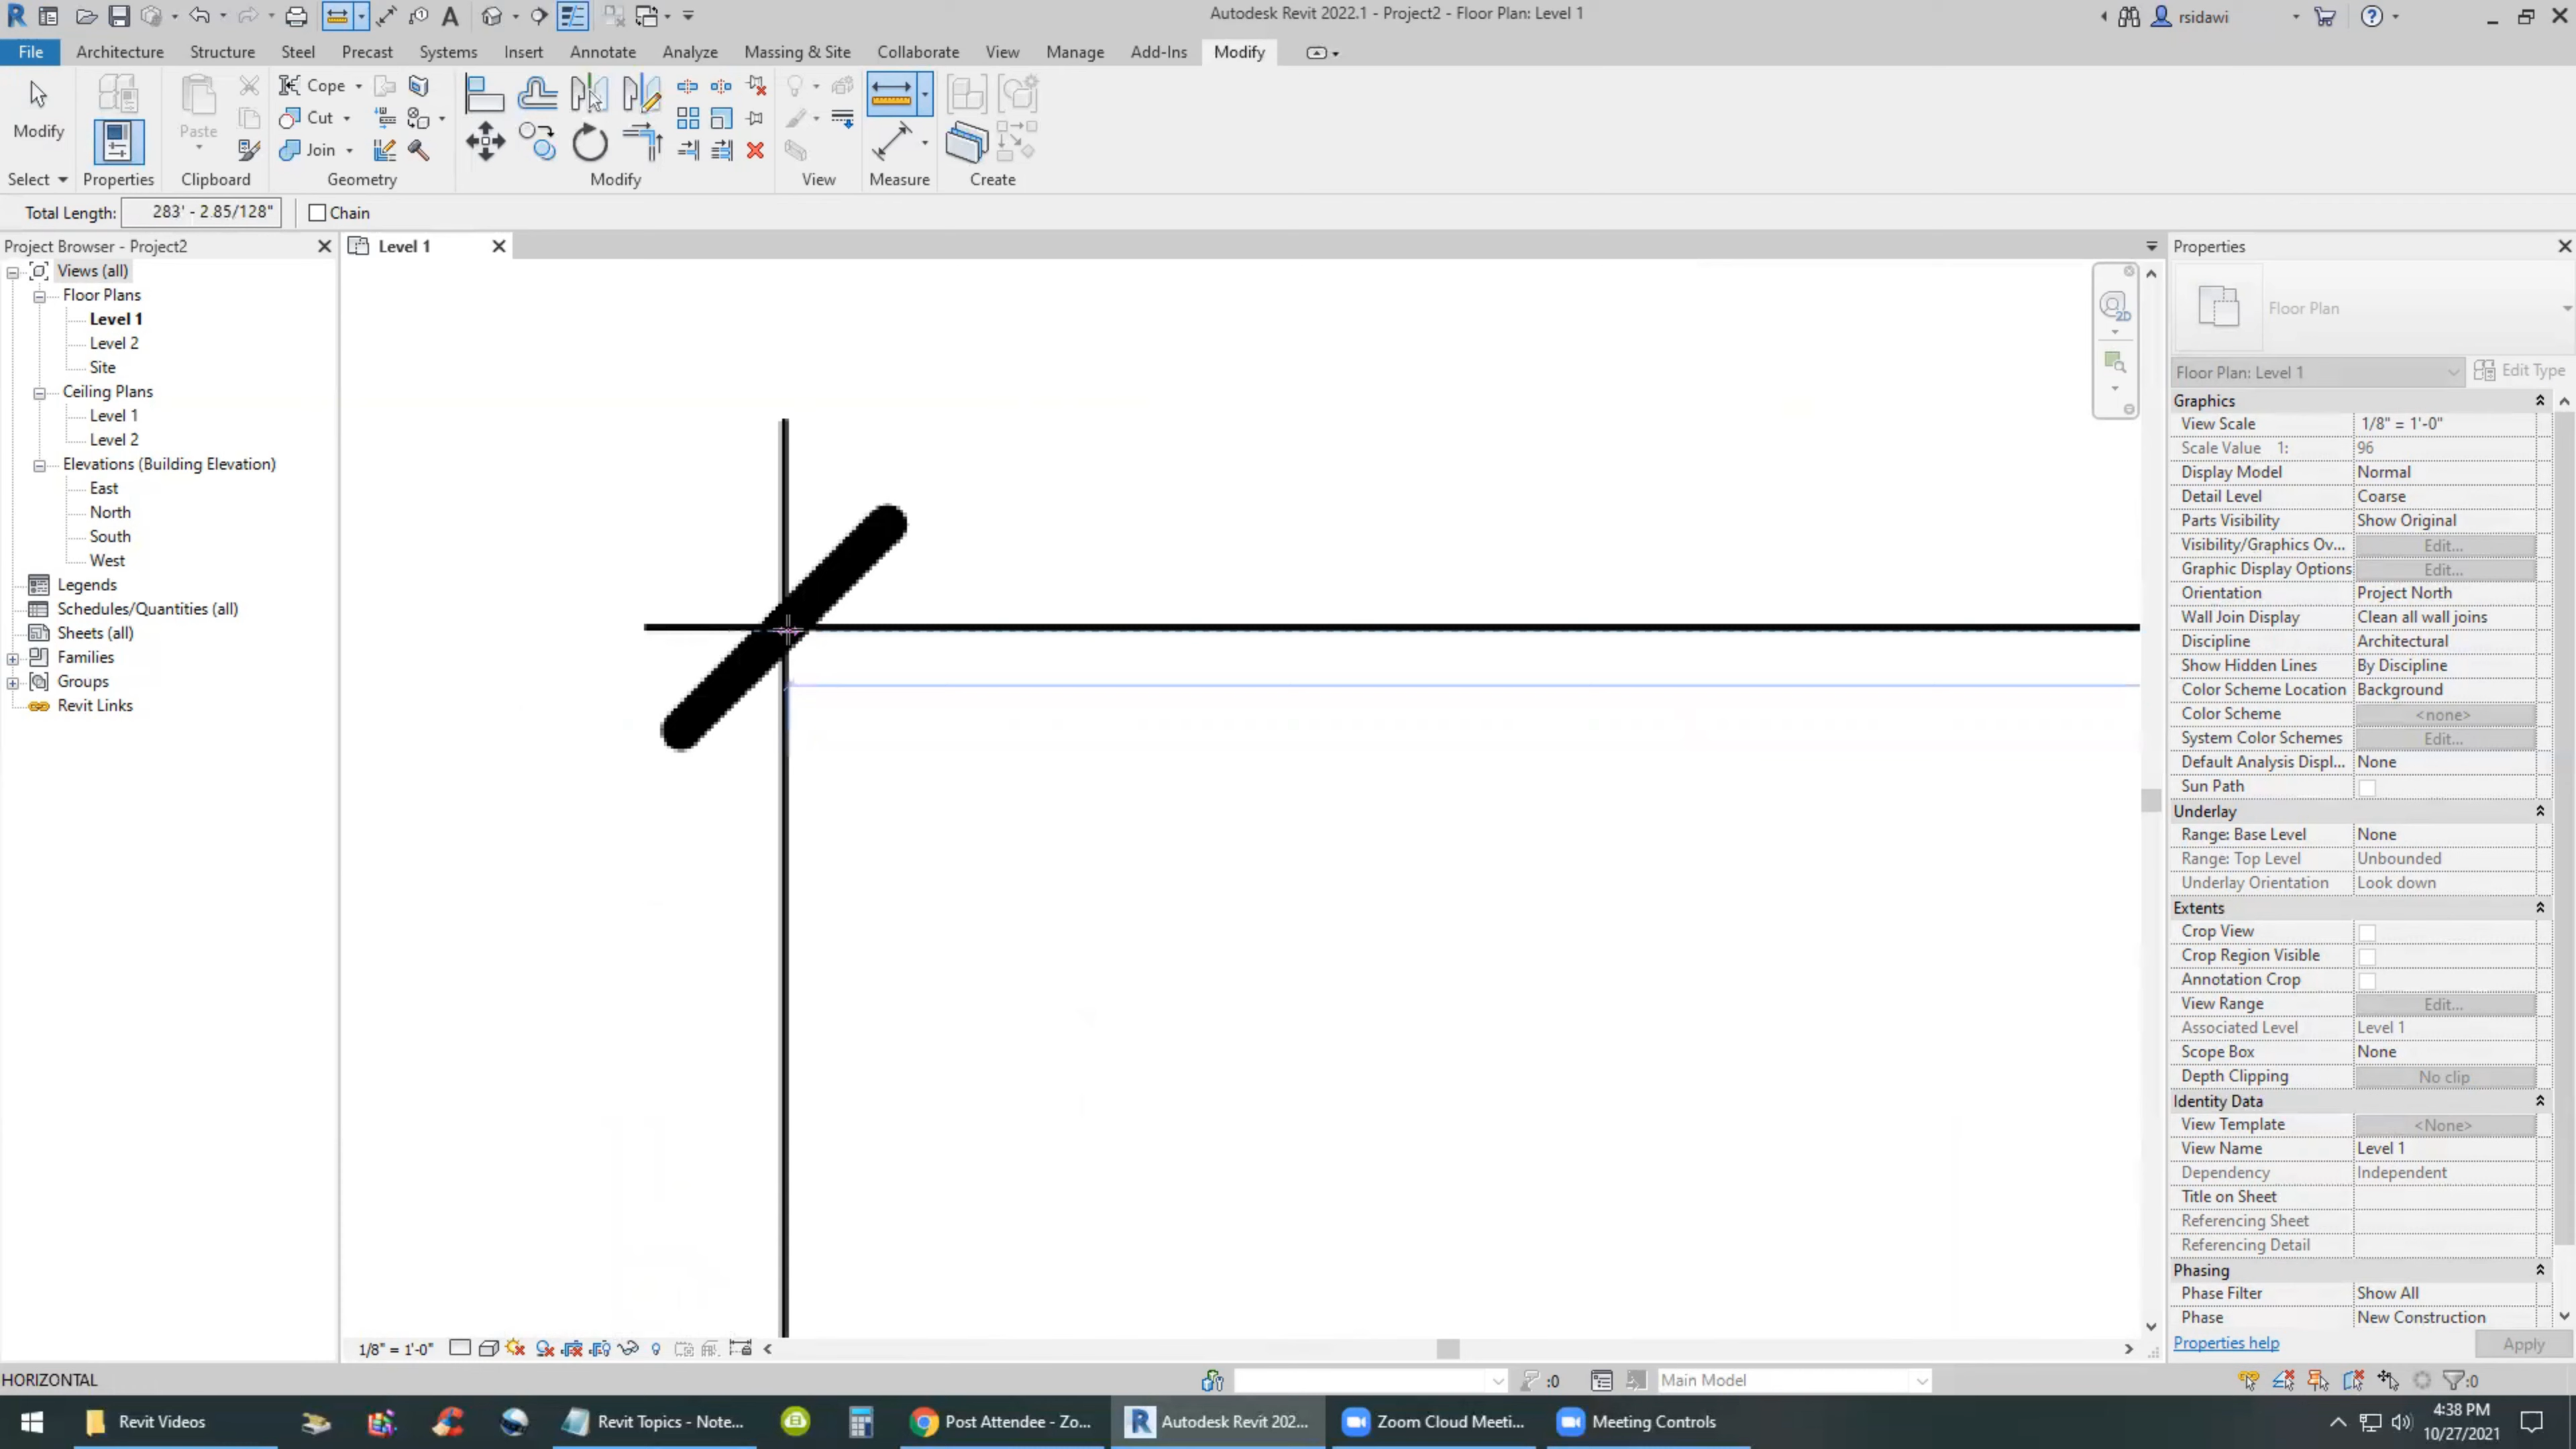 Autodesk Revit 2022.1 - Project2 - Floor Plan: Level 1
rsidawi
File Architecture Structure Steel Precast Systems Insert Annotate Analyze Massing & Site Collaborate View Manage Add-Ins Modify
Modify
Paste
Cope
Cut
Join
Select Properties Clipboard Geometry Modify View Measure Create
Total Length: 283' - 2.85/128" Chain
Project Browser - Project2
Views (all)
Floor Plans
Level 1
Level 2
Site
Ceiling Plans
Level 1
Level 2
Elevations (Building Elevation)
East
North
South
West
Legends
Schedules/Quantities (all)
Sheets (all)
Families
Groups
Revit Links
Level 1
2D
Properties
Floor Plan
Floor Plan: Level 1 Edit Type
Graphics
View Scale 1/8" = 1'-0"
Scale Value 1: 96
Display Model Normal
Detail Level Coarse
Parts Visibility Show Original
Visibility/Graphics Ov... Edit...
Graphic Display Options Edit...
Orientation Project North
Wall Join Display Clean all wall joins
Discipline Architectural
Show Hidden Lines By Discipline
Color Scheme Location Background
Color Scheme <none>
System Color Schemes Edit...
Default Analysis Displ... None
Sun Path
Underlay
Range: Base Level None
Range: Top Level Unbounded
Underlay Orientation Look down
Extents
Crop View
Crop Region Visible
Annotation Crop
View Range Edit...
Associated Level Level 1
Scope Box None
Depth Clipping No clip
Identity Data
View Template <None>
View Name Level 1
Dependency Independent
Title on Sheet
Referencing Sheet
Referencing Detail
Phasing
Phase Filter Show All
Phase New Construction
Properties help Apply
1/8" = 1'-0"
HORIZONTAL
:0
Main Model
:0
Revit Videos
Revit Topics - Note...
Post Attendee - Zo...
Autodesk Revit 202...
Zoom Cloud Meeti...
Meeting Controls
4:38 PM
10/27/2021